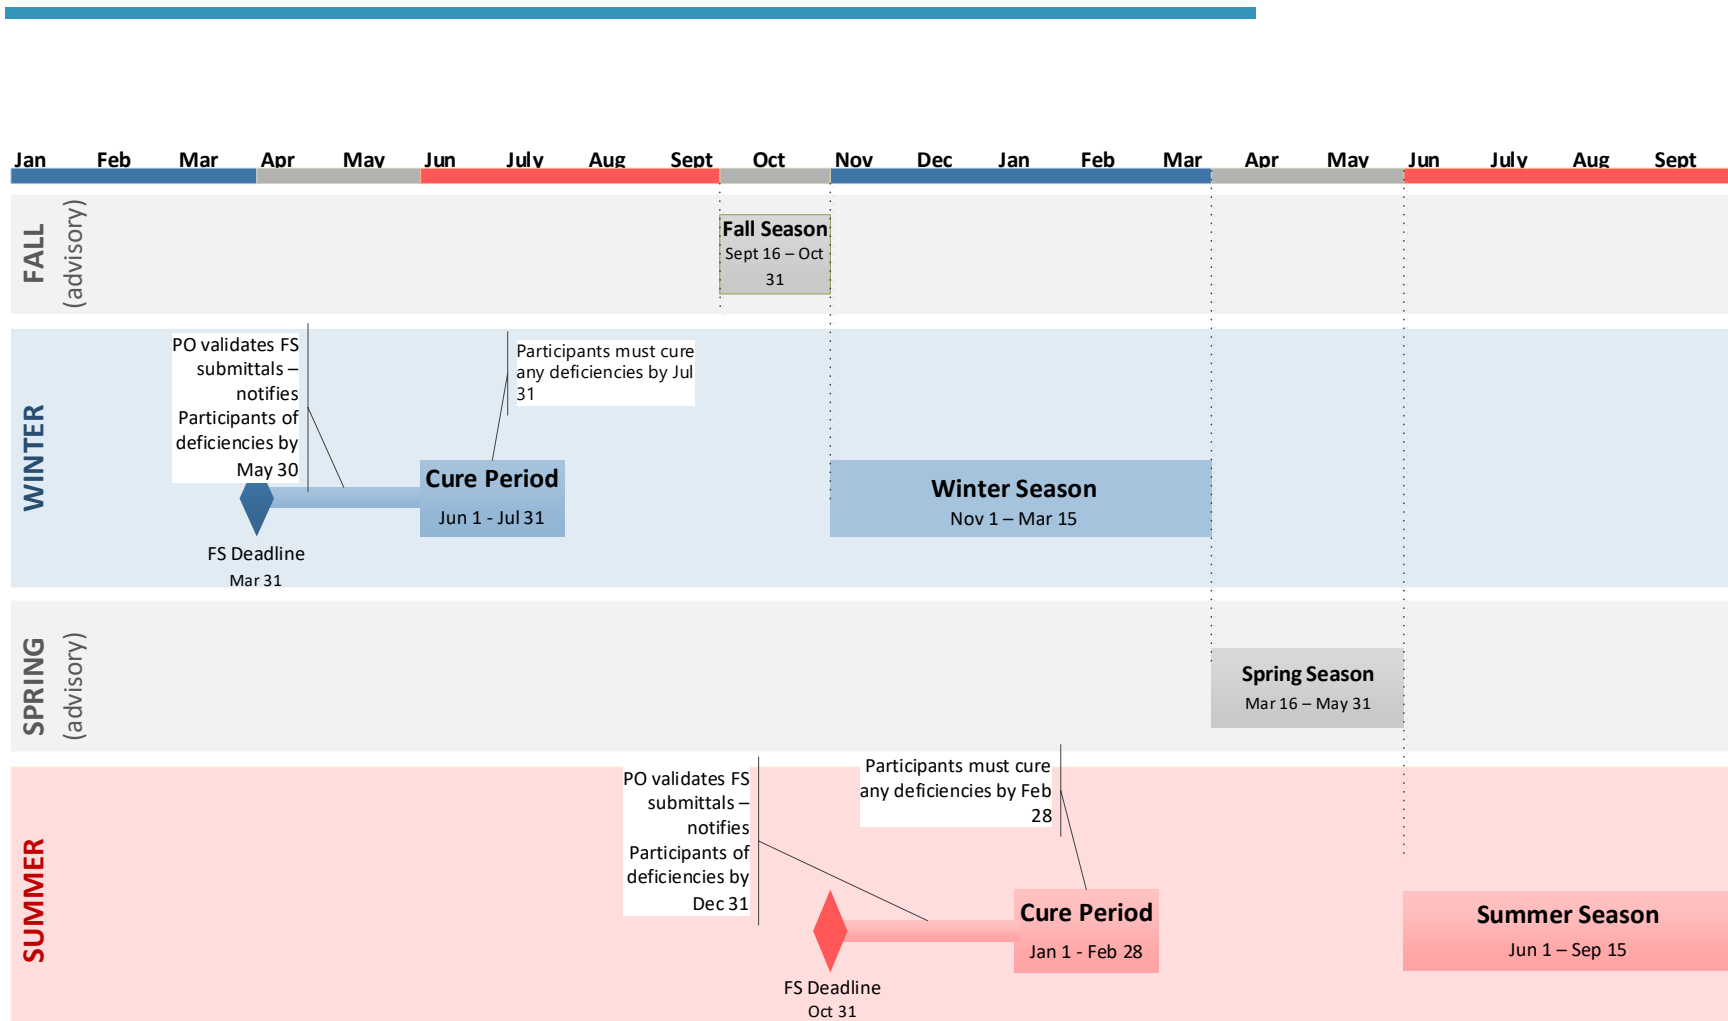 Jan Feb Mar Apr May Jun July Aug Sept Oct Nov Dec Jan Feb Mar Apr May Jun July Aug Sept
FALL
(advisory)
Fall Season
Sept 16 – Oct
31
WINTER
PO validates FS
submittals –
notifies
Participants of
deficiencies by
May 30
Participants must cure
any deficiencies by Jul
31
Cure Period
Jun 1 - Jul 31
FS Deadline
Mar 31
Winter Season
Nov 1 – Mar 15
SPRING
(advisory)
Spring Season
Mar 16 – May 31
SUMMER
PO validates FS
submittals –
notifies
Participants of
deficiencies by
Dec 31
Participants must cure
any deficiencies by Feb
28
Cure Period
Jan 1 - Feb 28
FS Deadline
Oct 31
Summer Season
Jun 1 – Sep 15